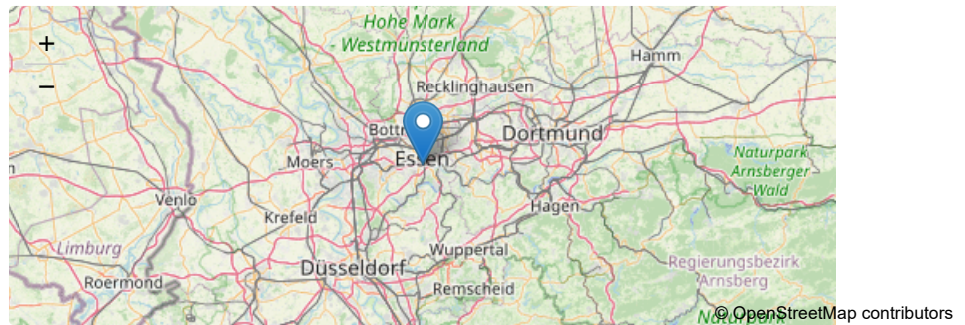 Hohe Mark
- Westmünsterland
+
Hamm
−
Recklinghausen
Bottr
Dortmund
Essen
Moers
Naturpark
Arnsberger
Wald
Venlo
Hagen
Krefeld
Limburg
Wuppertal
Düsseldorf
Regierungsbezirk
Arnsberg
Roermond
Remscheid
Naturpark
© OpenStreetMap contributors